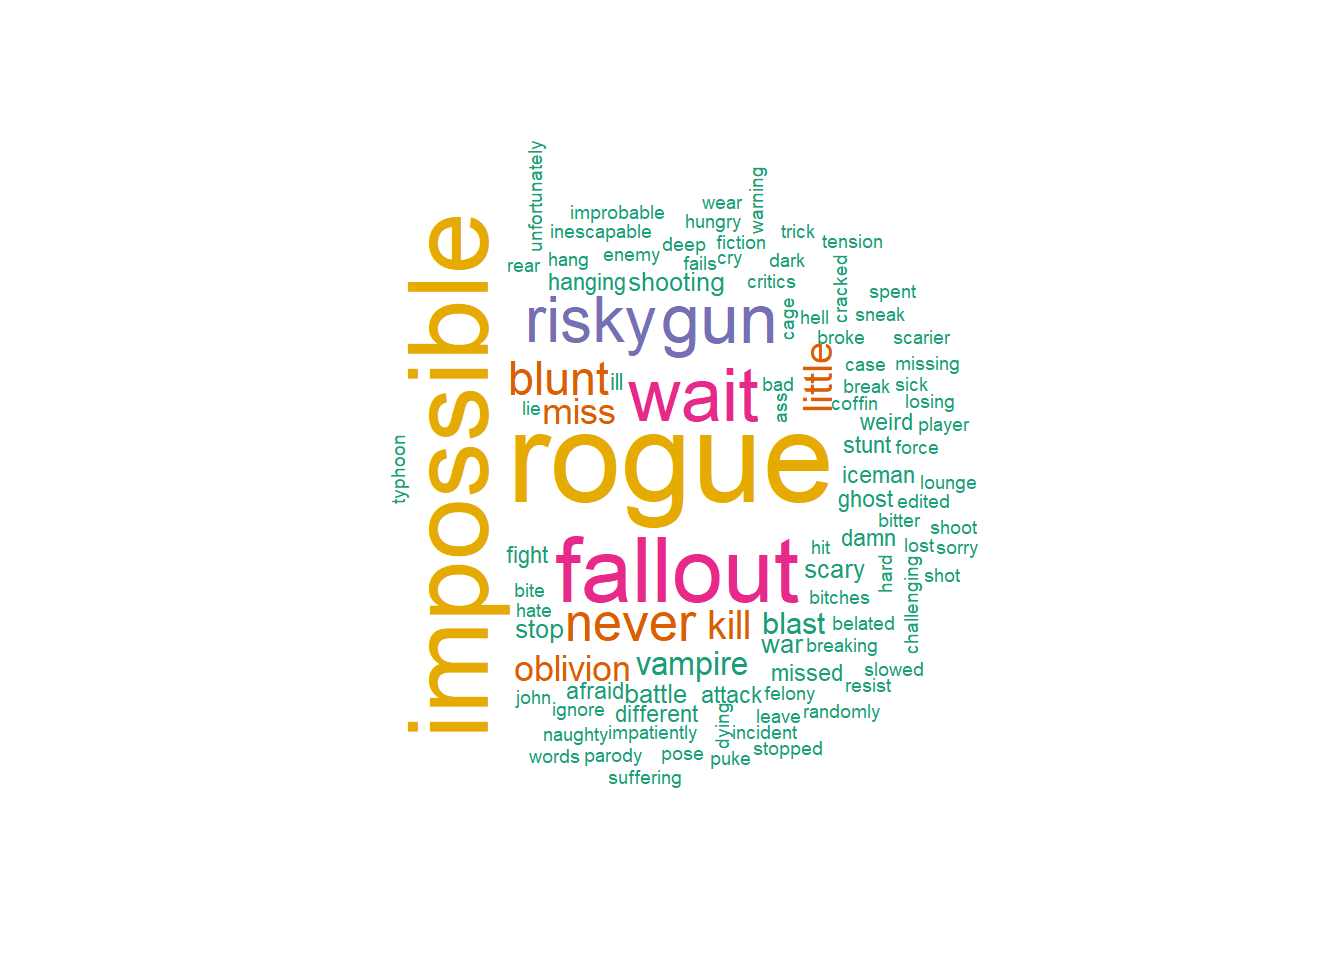 unfortunately
warning
wear
improbable
hungry
inescapable
trick
deep
fiction
tension
rear
hang
enemy
fails
cry
dark
hanging
shooting
critics
cracked
spent
impossible
risky
gun
cage
hell
sneak
broke
scarier
little
case
missing
blunt
ill
wait
bad
break
sick
lie
miss
ass
coffin
losing
weird
player
typhoon
rogue
stunt
force
iceman
lounge
ghost
edited
bitter
shoot
fight
fallout
hit
damn
lost
sorry
scary
hard
challenging
shot
bite
bitches
hate
stop
never
kill
blast
belated
war
breaking
oblivion
vampire
missed
slowed
john
afraid
battle
attack
felony
resist
ignore
different
dying
leave
randomly
naughty
impatiently
incident
words
parody
pose
puke
stopped
suffering